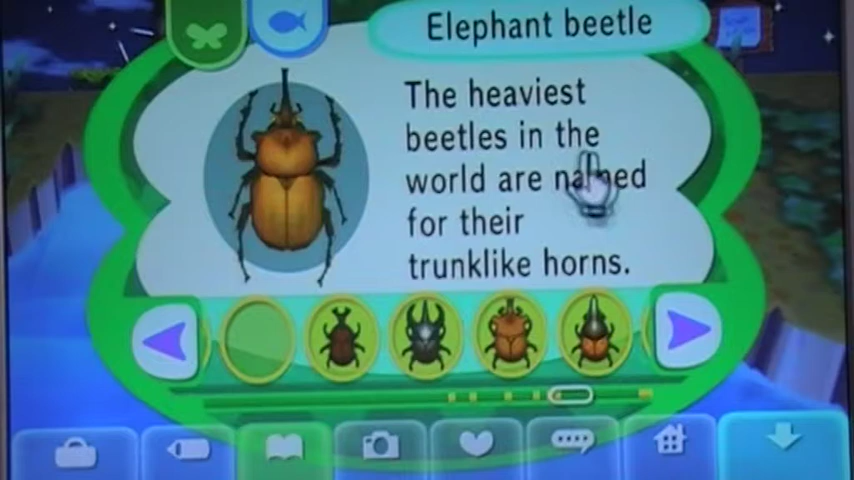 Elephant beetle
The heaviest
beetles in the
world are named
for their
trunklike horns.